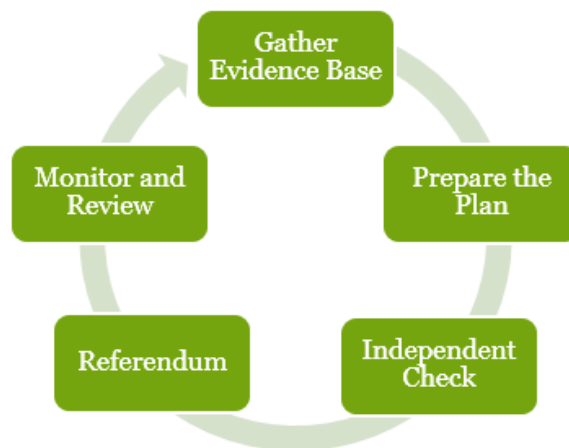 Gather
Evidence Base
Prepare the
Plan
Independent
Check
Referendum
Monitor and
Review